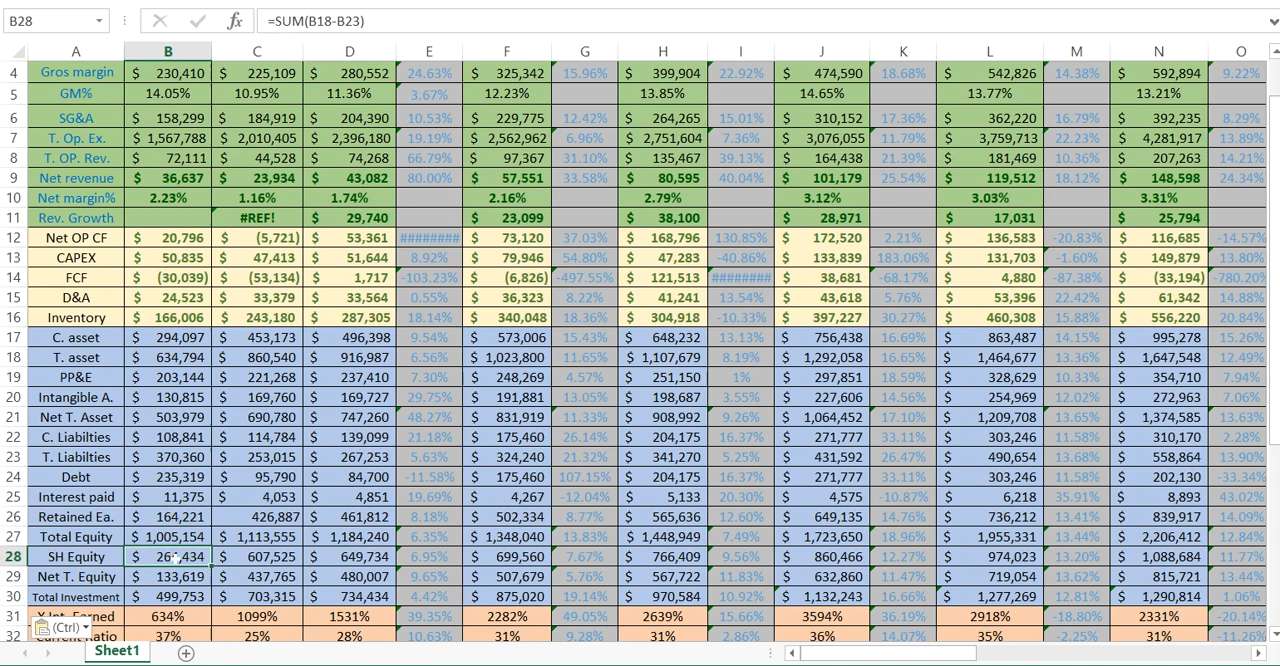 B28 =SUM(B18-B23)
A B C D E F G H I J K L M N O
4 Gros margin $ 230,410 $ 225,109 $ 280,552 24.63% $ 325,342 15.96% $ 399,904 22.92% $ 474,590 18.68% $ 542,826 14.38% $ 592,894 9.22%
5 GM% 14.05% 10.95% 11.36% 3.67% 12.23% 13.85% 14.65% 13.77% 13.21%
6 SG&A $ 158,299 $ 184,919 $ 204,390 10.53% $ 229,775 12.42% $ 264,265 15.01% $ 310,152 17.36% $ 362,220 16.79% $ 392,235 8.29%
7 T. Op. Ex. $ 1,567,788 $ 2,010,405 $ 2,396,180 19.19% $ 2,562,962 6.96% $ 2,751,604 7.36% $ 3,076,055 11.79% $ 3,759,713 22.23% $ 4,281,917 13.89%
8 T. OP. Rev. $ 72,111 $ 44,528 $ 74,268 66.79% $ 97,367 31.10% $ 135,467 39.13% $ 164,438 21.39% $ 181,469 10.36% $ 207,263 14.21%
9 Net revenue $ 36,637 $ 23,934 $ 43,082 80.00% $ 57,551 33.58% $ 80,595 40.04% $ 101,179 25.54% $ 119,512 18.12% $ 148,598 24.34%
10 Net margin% 2.23% 1.16% 1.74% 2.16% 2.79% 3.12% 3.03% 3.31%
11 Rev. Growth #REF! $ 29,740 $ 23,099 $ 38,100 $ 28,971 $ 17,031 $ 25,794
12 Net OP CF $ 20,796 $ (5,721) $ 53,361 ######## $ 73,120 37.03% $ 168,796 130.85% $ 172,520 2.21% $ 136,583 -20.83% $ 116,685 -14.57%
13 CAPEX $ 50,835 $ 47,413 $ 51,644 8.92% $ 79,946 54.80% $ 47,283 -40.86% $ 133,839 183.06% $ 131,703 -1.60% $ 149,879 13.80%
14 FCF $ (30,039) $ (53,134) $ 1,717 -103.23% $ (6,826) -497.55% $ 121,513 ######## $ 38,681 -68.17% $ 4,880 -87.38% $ (33,194) -780.20%
15 D&A $ 24,523 $ 33,379 $ 33,564 0.55% $ 36,323 8.22% $ 41,241 13.54% $ 43,618 5.76% $ 53,396 22.42% $ 61,342 14.88%
16 Inventory $ 166,006 $ 243,180 $ 287,305 18.14% $ 340,048 18.36% $ 304,918 -10.33% $ 397,227 30.27% $ 460,308 15.88% $ 556,220 20.84%
17 C. asset $ 294,097 $ 453,173 $ 496,398 9.54% $ 573,006 15.43% $ 648,232 13.13% $ 756,438 16.69% $ 863,487 14.15% $ 995,278 15.26%
18 T. asset $ 634,794 $ 860,540 $ 916,987 6.56% $ 1,023,800 11.65% $ 1,107,679 8.19% $ 1,292,058 16.65% $ 1,464,677 13.36% $ 1,647,548 12.49%
19 PP&E $ 203,144 $ 221,268 $ 237,410 7.30% $ 248,269 4.57% $ 251,150 1% $ 297,851 18.59% $ 328,629 10.33% $ 354,710 7.94%
20 Intangible A. $ 130,815 $ 169,760 $ 169,727 29.75% $ 191,881 13.05% $ 198,687 3.55% $ 227,606 14.56% $ 254,969 12.02% $ 272,963 7.06%
21 Net T. Asset $ 503,979 $ 690,780 $ 747,260 48.27% $ 831,919 11.33% $ 908,992 9.26% $ 1,064,452 17.10% $ 1,209,708 13.65% $ 1,374,585 13.63%
22 C. Liabilties $ 108,841 $ 114,784 $ 139,099 21.18% $ 175,460 26.14% $ 204,175 16.37% $ 271,777 33.11% $ 303,246 11.58% $ 310,170 2.28%
23 T. Liabilties $ 370,360 $ 253,015 $ 267,253 5.63% $ 324,240 21.32% $ 341,270 5.25% $ 431,592 26.47% $ 490,654 13.68% $ 558,864 13.90%
24 Debt $ 235,319 $ 95,790 $ 84,700 -11.58% $ 175,460 107.15% $ 204,175 16.37% $ 271,777 33.11% $ 303,246 11.58% $ 202,130 -33.34%
25 Interest paid $ 11,375 $ 4,053 $ 4,851 19.69% $ 4,267 -12.04% $ 5,133 20.30% $ 4,575 -10.87% $ 6,218 35.91% $ 8,893 43.02%
26 Retained Ea. $ 164,221 426,887 $ 461,812 8.18% $ 502,334 8.77% $ 565,636 12.60% $ 649,135 14.76% $ 736,212 13.41% $ 839,917 14.09%
27 Total Equity $ 1,005,154 $ 1,113,555 $ 1,184,240 6.35% $ 1,348,040 13.83% $ 1,448,949 7.49% $ 1,723,650 18.96% $ 1,955,331 13.44% $ 2,206,412 12.84%
28 SH Equity $ $ 607,525 $ 649,734 6.95% $ 699,560 7.67% $ 766,409 9.56% $ 860,466 12.27% $ 974,023 13.20% $ 1,088,684 11.77%
29 Net T. Equity $ 133,619 $ 437,765 $ 480,007 9.65% $ 507,679 5.76% $ 567,722 11.83% $ 632,860 11.47% $ 719,054 13.62% $ 815,721 13.44%
30 Total Investment $ 499,753 $ 703,315 $ 734,434 4.42% $ 875,020 19.14% $ 970,584 10.92% $ 1,132,243 16.66% $ 1,277,269 12.81% $ 1,290,814 1.06%
31 X Int. Earned 634% 1099% 1531% 39.35% 2282% 49.05% 2639% 15.66% 3594% 36.19% 2918% -18.80% 2331% -20.14%
32 37% 25% 28% 10.63% 31% 9.28% 31% 2.86% 36% 14.07% 35% -2.25% 31% -11.26%
(Ctrl)
Sheet1